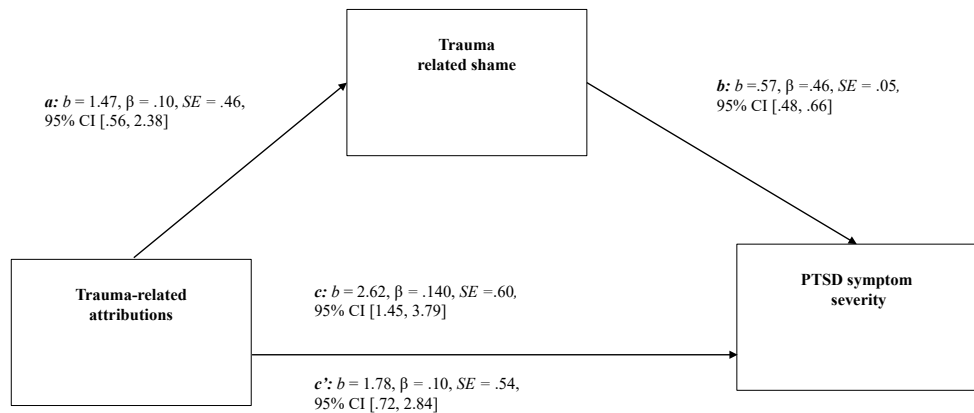 Trauma
related shame
a: b = 1.47, β = .10, SE = .46,
95% CI [.56, 2.38]
b: b =.57, β =.46, SE = .05,
95% CI [.48, .66]
Trauma-related
attributions
c: b = 2.62, β = .140, SE =.60,
95% CI [1.45, 3.79]
PTSD symptom
severity
c’: b = 1.78, β = .10, SE = .54,
95% CI [.72, 2.84]